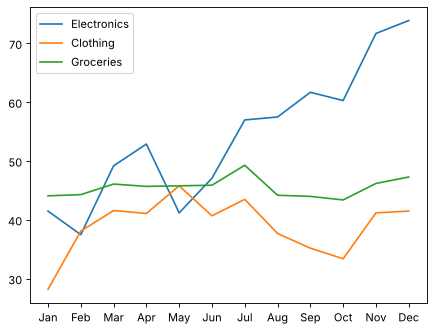 Electronics
Clothing
Groceries
70
60
50
40
30
Jan Feb Mar Apr May Jun Jul Aug Sep Oct Nov Dec